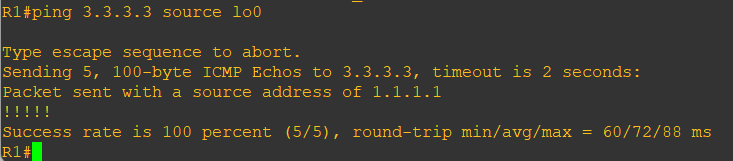 R1#ping 3.3.3.3 source lo0
Type escape sequence to abort.
Sending 5, 100-byte ICMP Echos to 3.3.3.3, timeout is 2 seconds:
Packet sent with a source address of 1.1.1.1
!!!!!
Success rate is 100 percent (5/5), round-trip min/avg/max = 60/72/88 ms
R1#